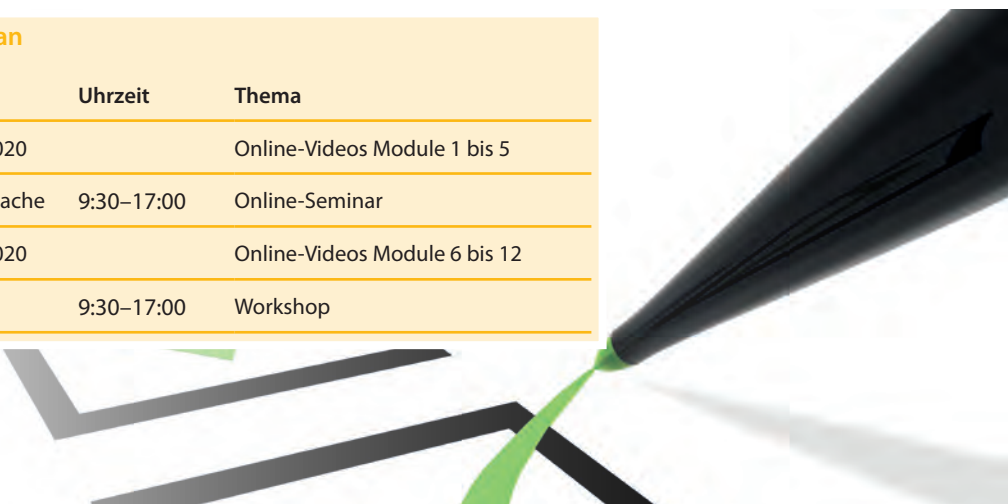 an
Uhrzeit Thema
020 Online-Videos Module 1 bis 5
ache 9:30–17:00 Online-Seminar
020 Online-Videos Module 6 bis 12
9:30–17:00 Workshop